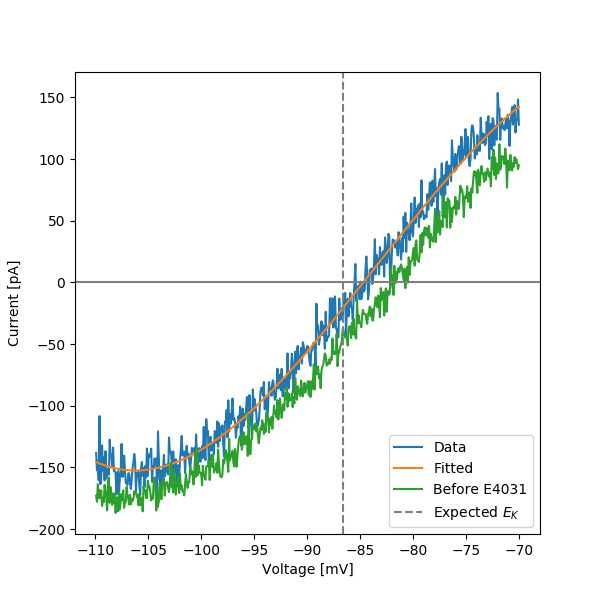 150
100
50
0
−50
−100
−150
−200
Current [pA]
−110 −105 −100 −95 −90 −85 −80 −75 −70
Voltage [mV]
Data
Fitted
Before E4031
Expected E_K